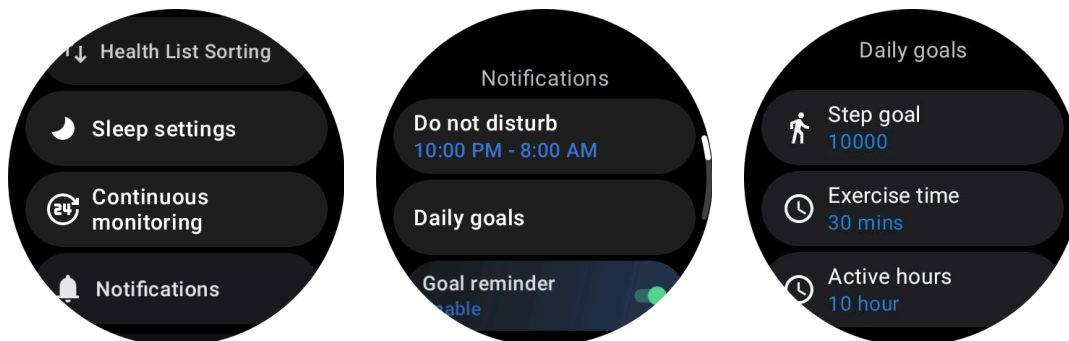 Health List Sorting
Sleep settings
24
Continuous
monitoring
Notifications
Notifications
Do not disturb
10:00 PM - 8:00 AM
Daily goals
Goal reminder
Daily goals
Step goal
10000
Exercise time
30 mins
Active hours
10 hour